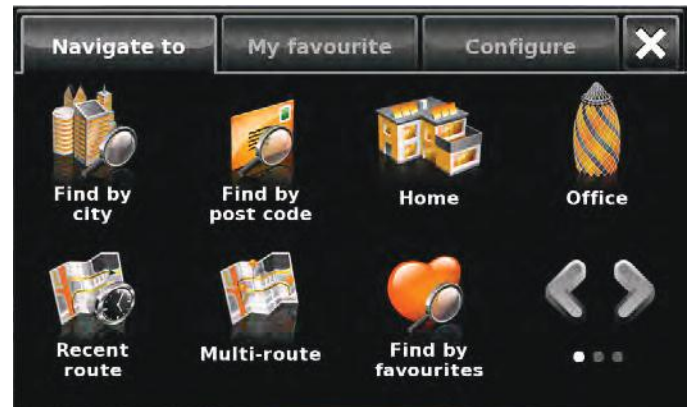 Navigate to
My favourite
Configure
Find by
city
Find by
post code
Home
Office
Recent
route
Multi-route
Find by
favourites